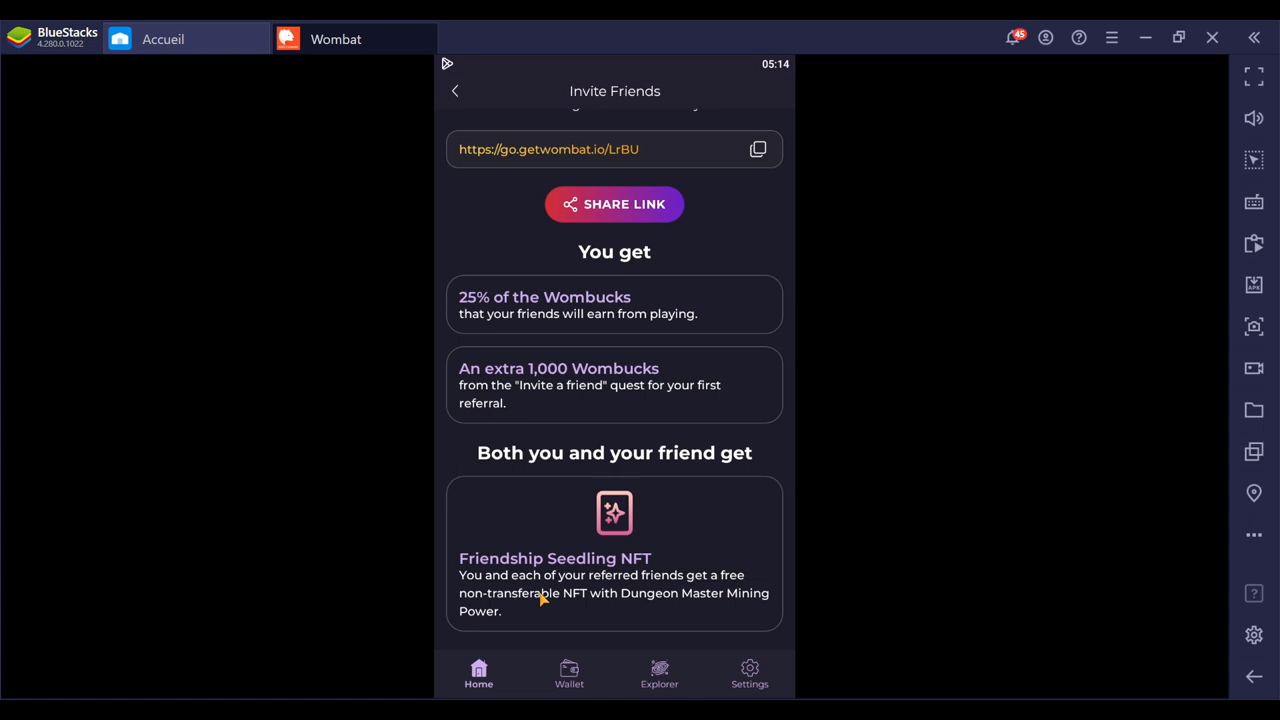 BlueStacks
4.280.0.1022
Accueil
Wombat
45
05:14
Invite Friends
https://go.getwombat.io/LrBU
SHARE LINK
You get
25% of the Wombucks
that your friends will earn from playing.
An extra 1,000 Wombucks
from the "Invite a friend" quest for your first
referral.
Both you and your friend get
Friendship Seedling NFT
You and each of your referred friends get a free
non-transferable NFT with Dungeon Master Mining
Power.
Home
Wallet
Explorer
Settings